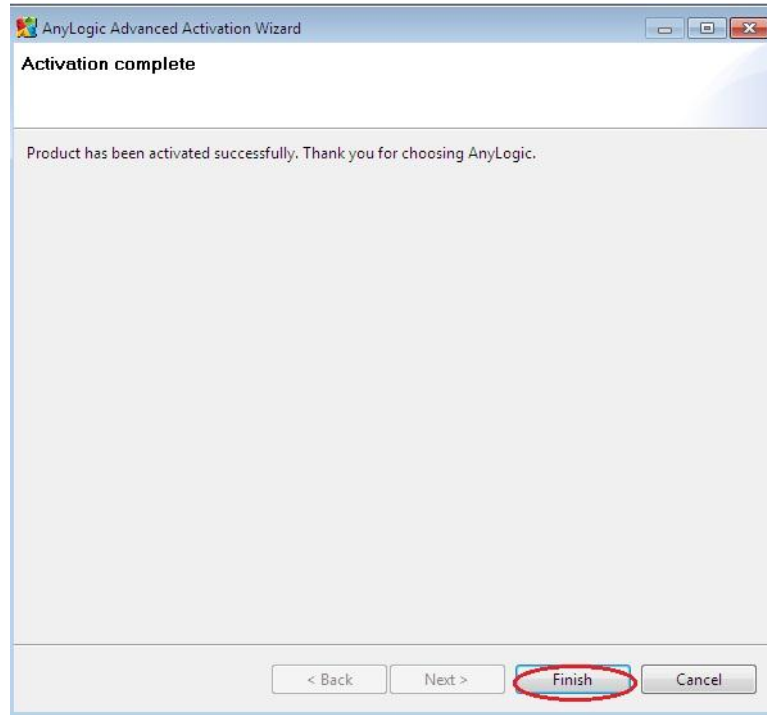 AnyLogic Advanced Activation Wizard
Activation complete
Product has been activated successfully. Thank you for choosing AnyLogic.
< Back Next > Finish Cancel